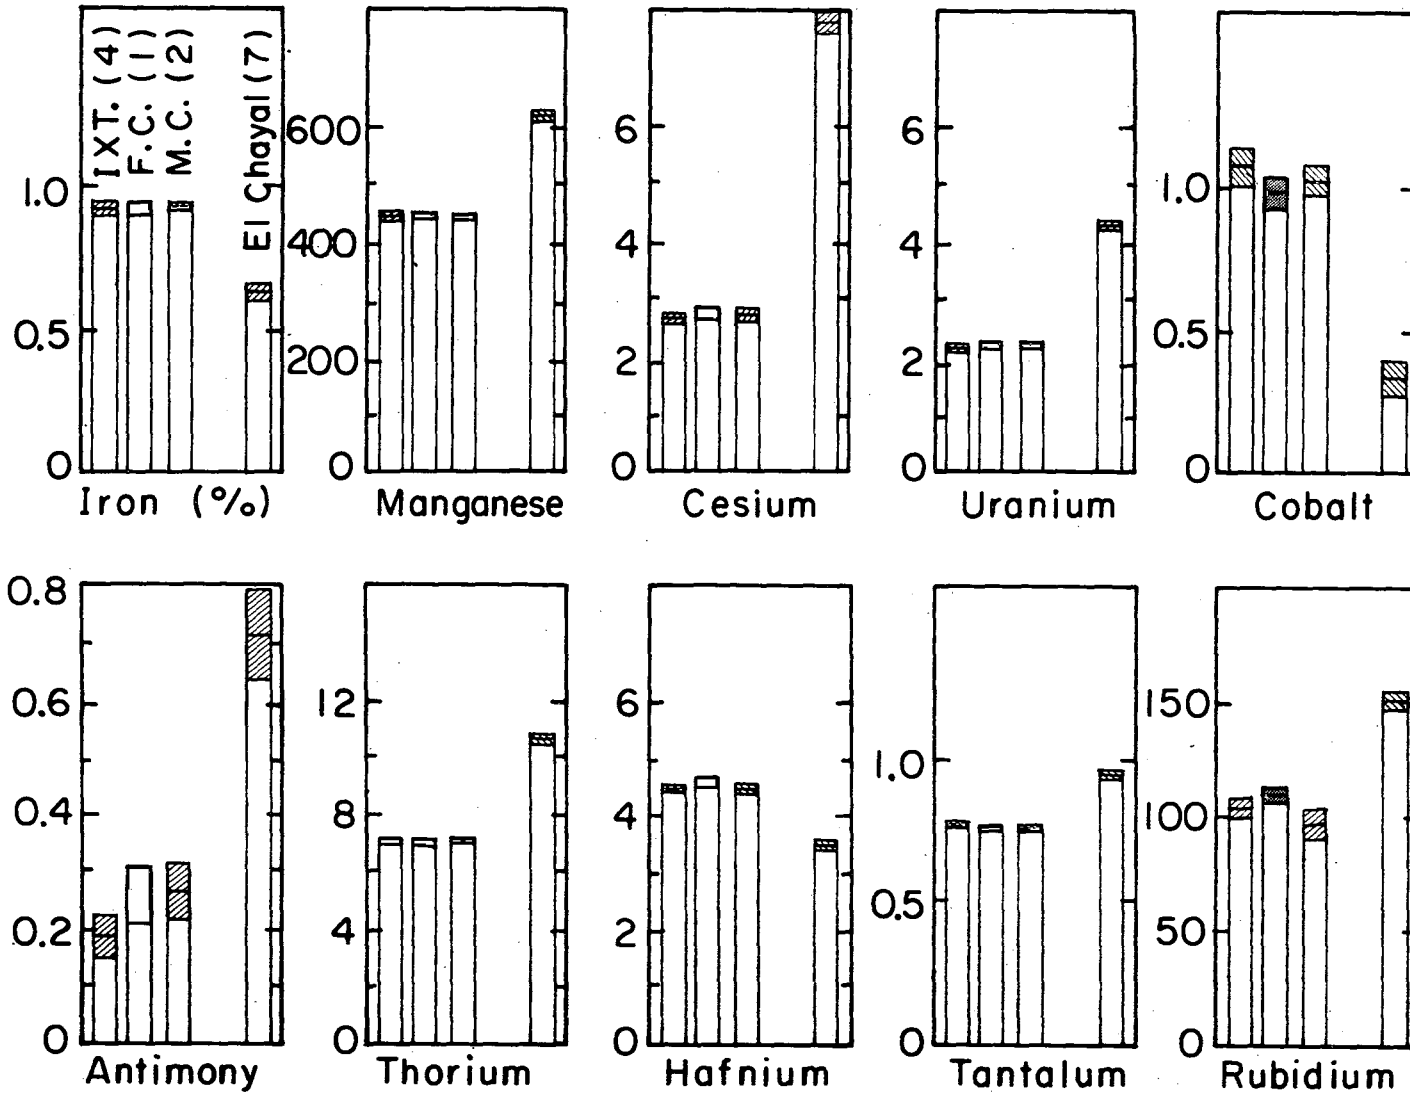 IXT. (4)
F.C. (1)
M.C. (2)
El Chayal (7)
1.0
0.5
0
Iron (%)
600
400
200
0
Manganese
6
4
2
0
Cesium
6
4
2
0
Uranium
1.0
0.5
0
Cobalt
0.8
0.6
0.4
0.2
0
Antimony
12
8
4
0
Thorium
6
4
2
0
Hafnium
1.0
0.5
0
Tantalum
150
100
50
0
Rubidium